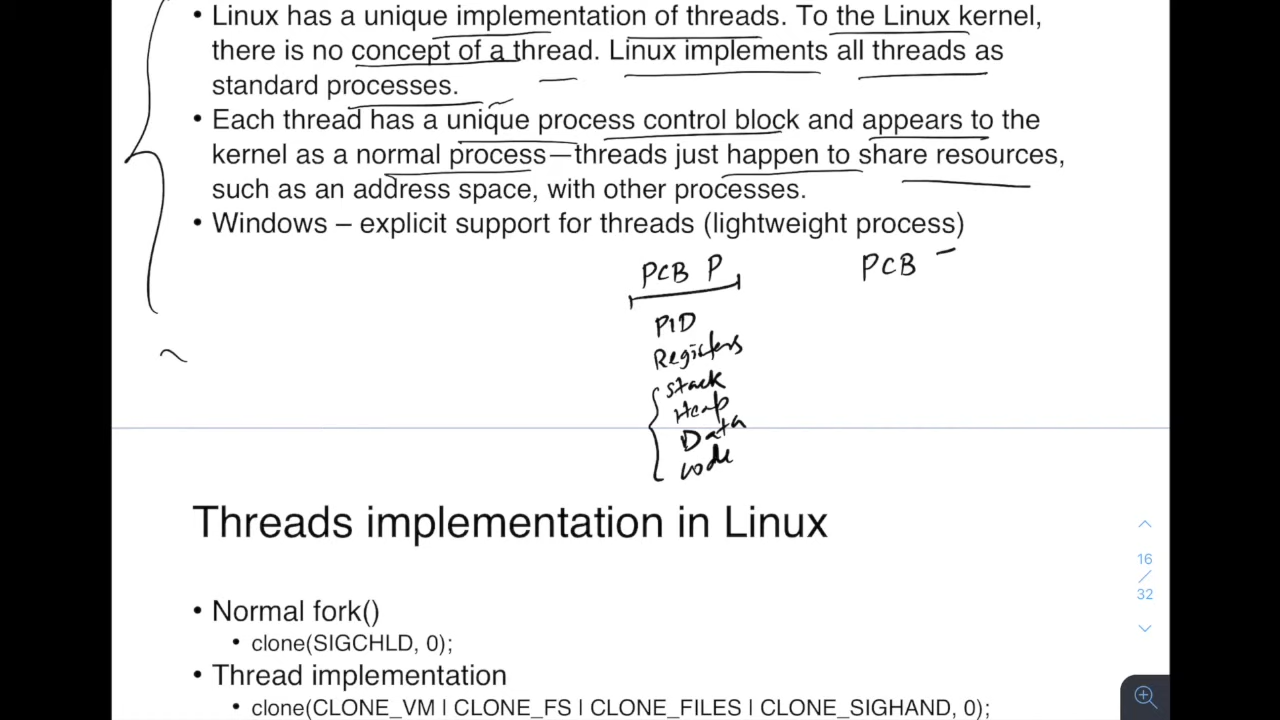 • Linux has a unique implementation of threads. To the Linux kernel,
there is no concept of a thread. Linux implements all threads as
standard processes.
• Each thread has a unique process control block and appears to the
kernel as a normal process—threads just happen to share resources,
such as an address space, with other processes.
• Windows – explicit support for threads (lightweight process)
PCB P
PCB
PID
Registers
Stack
Heap
Data
code
Threads implementation in Linux
• Normal fork()
• clone(SIGCHLD, 0);
• Thread implementation
• clone(CLONE_VM | CLONE_FS | CLONE_FILES | CLONE_SIGHAND, 0);
16
/
32